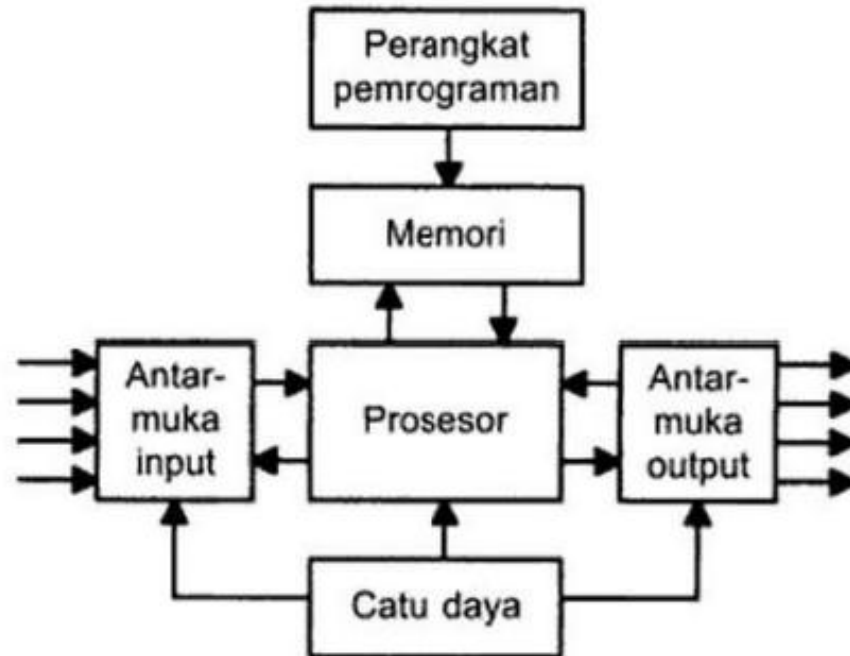 Perangkat
pemrograman
Memori
Antar-
muka
input
Prosesor
Antar-
muka
output
Catu daya